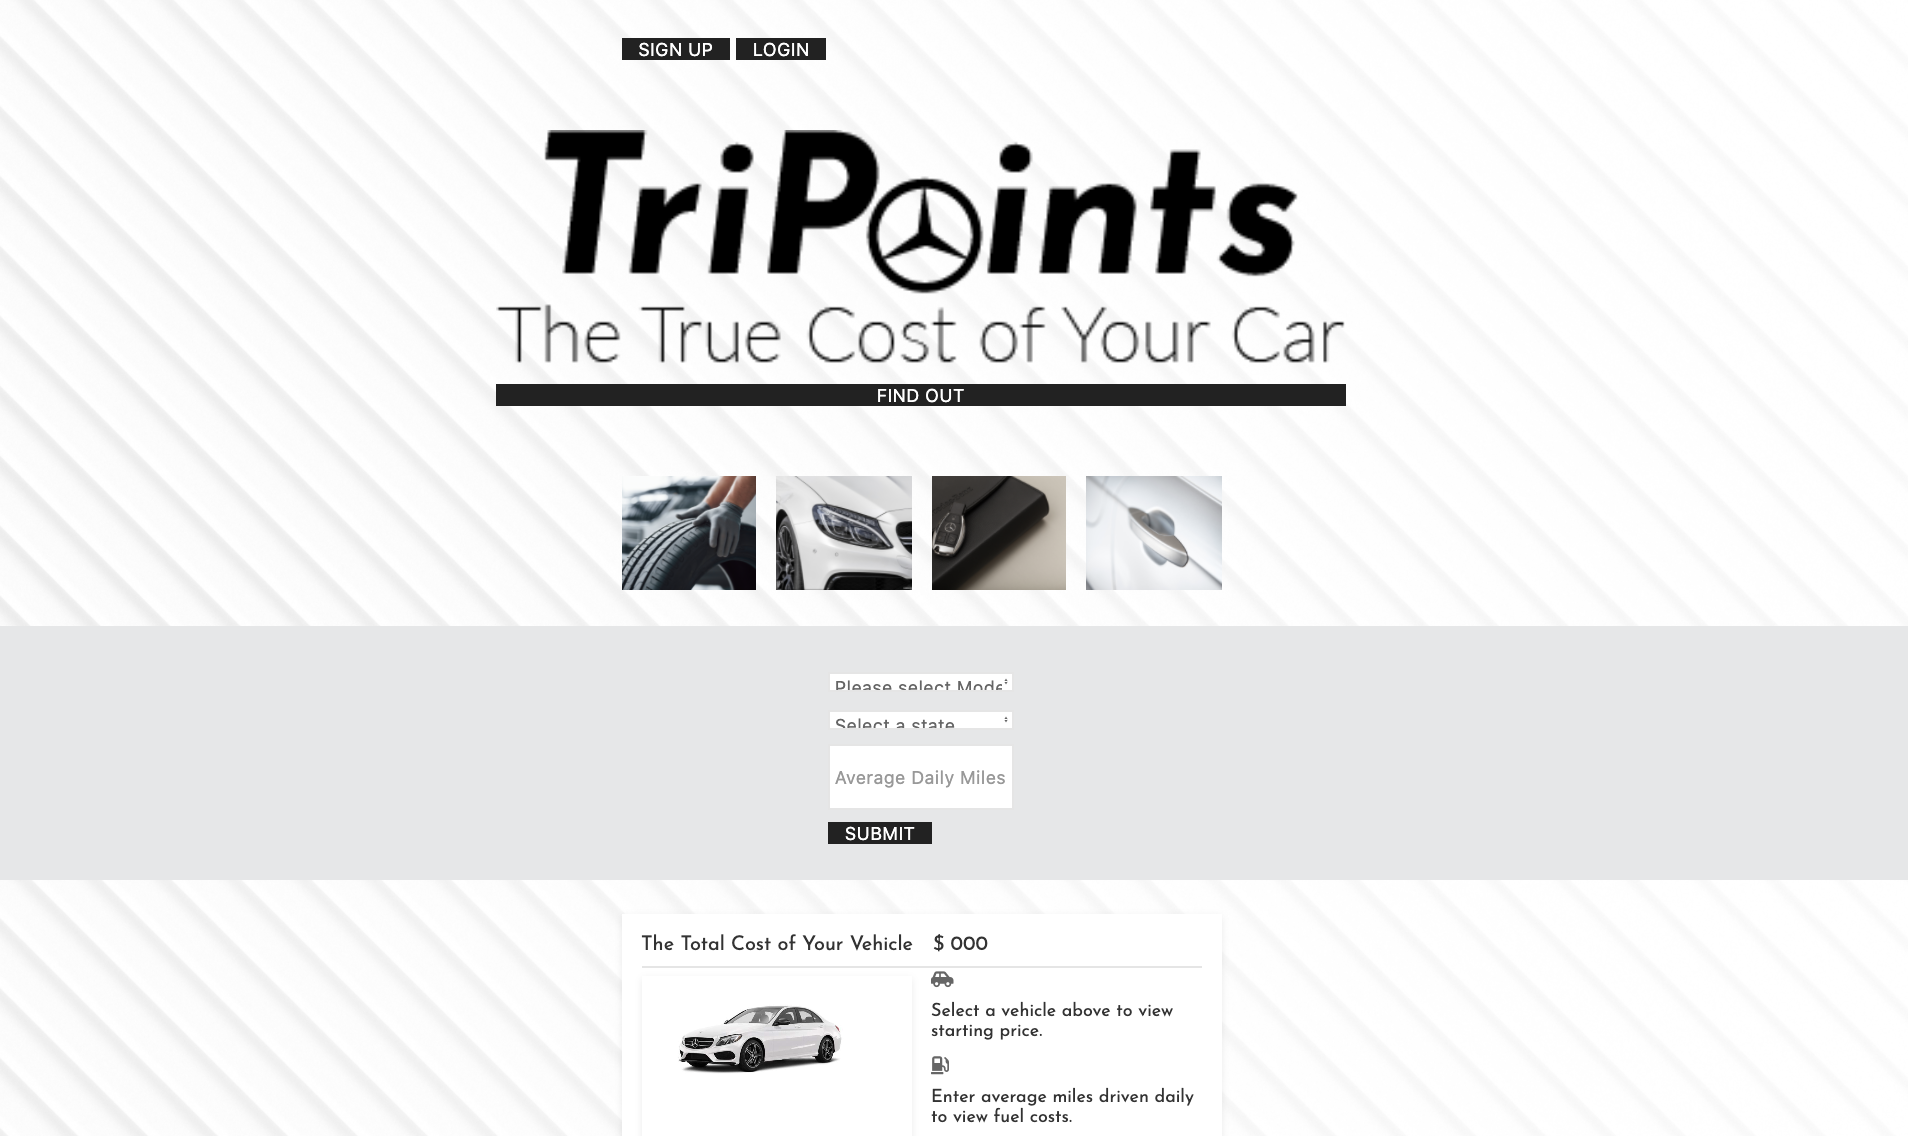 SIGN UP LOGIN
TriPoints
The True Cost of Your Car
FIND OUT
Please select Mode
Select a state
Average Daily Miles
SUBMIT
The Total Cost of Your Vehicle $ 000
Select a vehicle above to view
starting price.
Enter average miles driven daily
to view fuel costs.